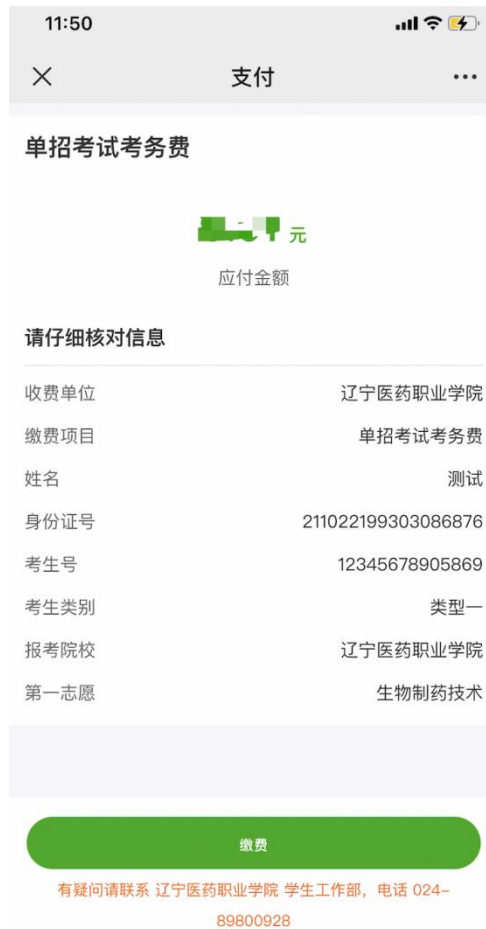 11:50
支付
单招考试考务费
元
应付金额
请仔细核对信息
收费单位 辽宁医药职业学院
缴费项目 单招考试考务费
姓名 测试
身份证号 211022199303086876
考生号 12345678905869
考生类别 类型一
报考院校 辽宁医药职业学院
第一志愿 生物制药技术
缴费
有疑问请联系 辽宁医药职业学院 学生工作部，电话 024-
89800928